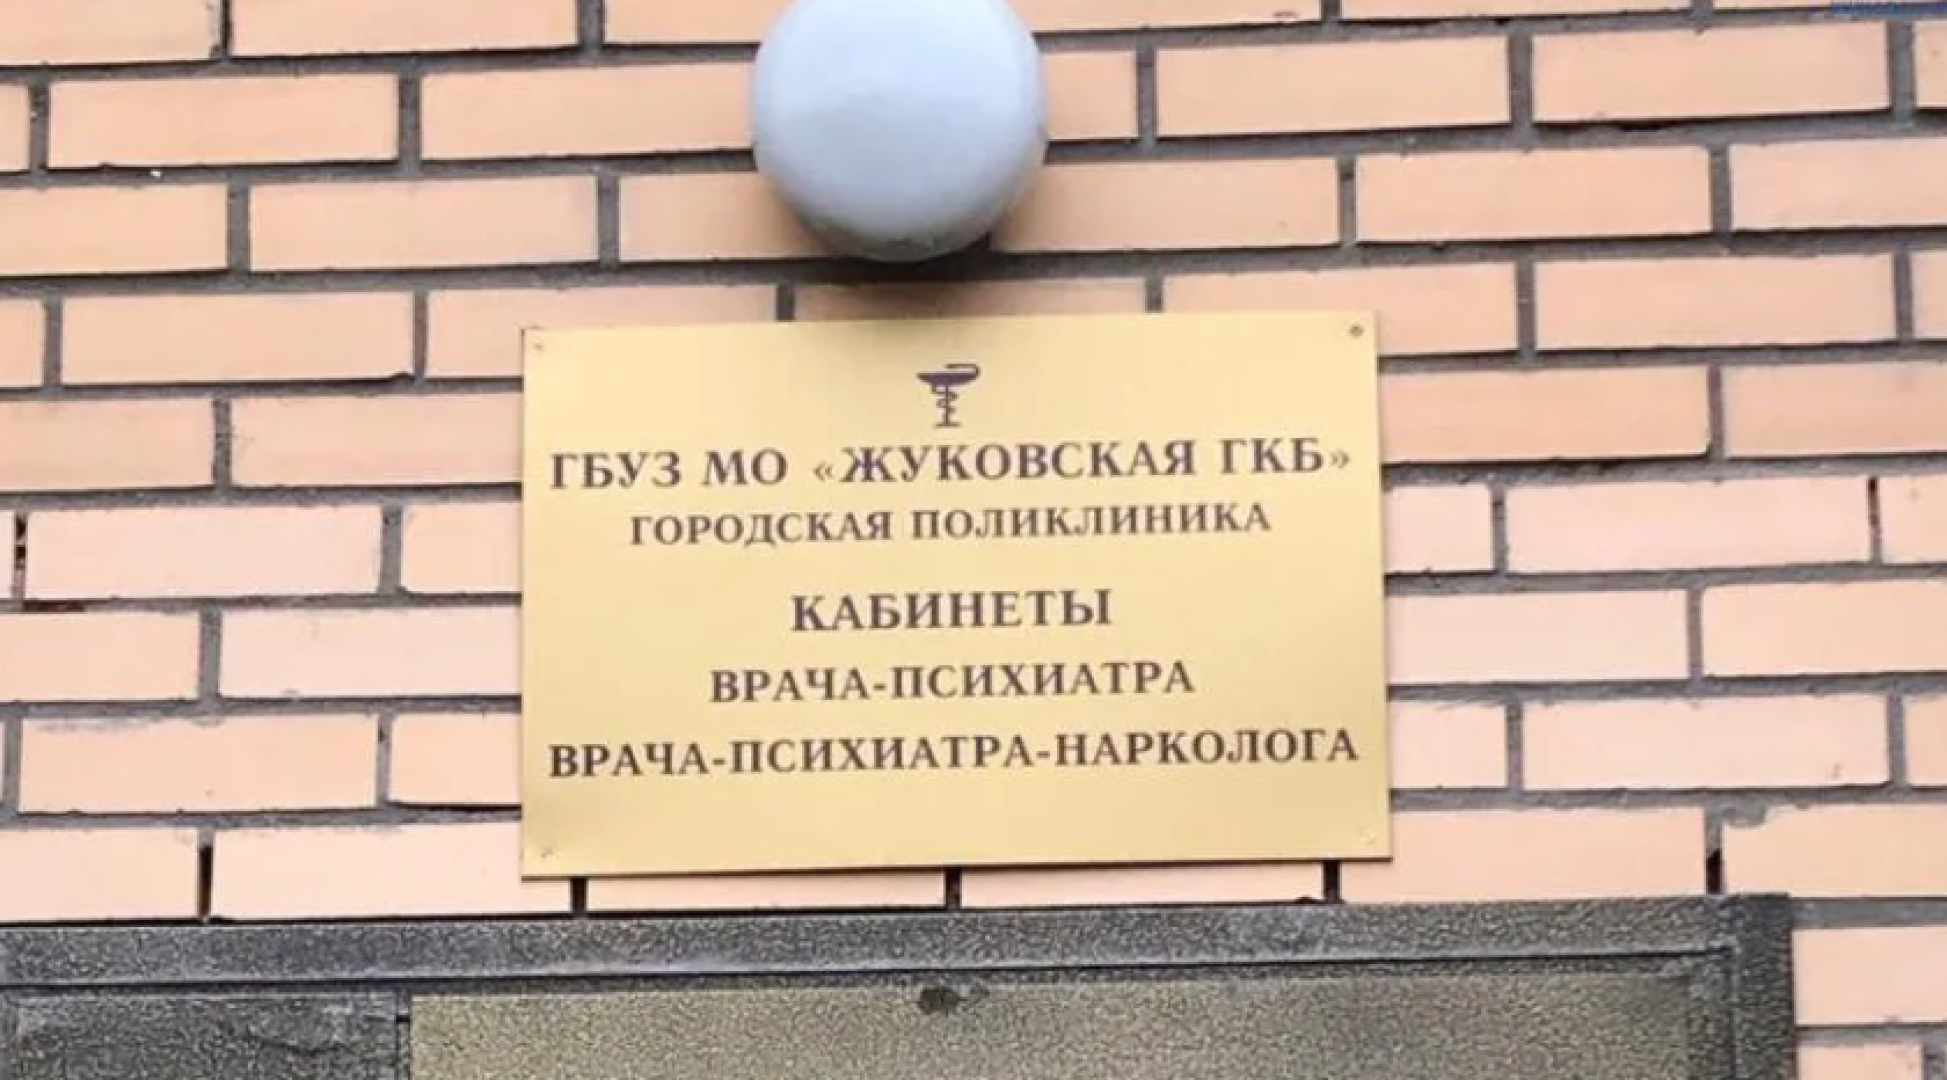 ГБУЗ МО «ЖУКОВСКАЯ ГКБ»
ГОРОДСКАЯ ПОЛИКЛИНИКА
КАБИНЕТЫ
ВРАЧА-ПСИХИАТРА
ВРАЧА-ПСИХИАТРА-НАРКОЛОГА